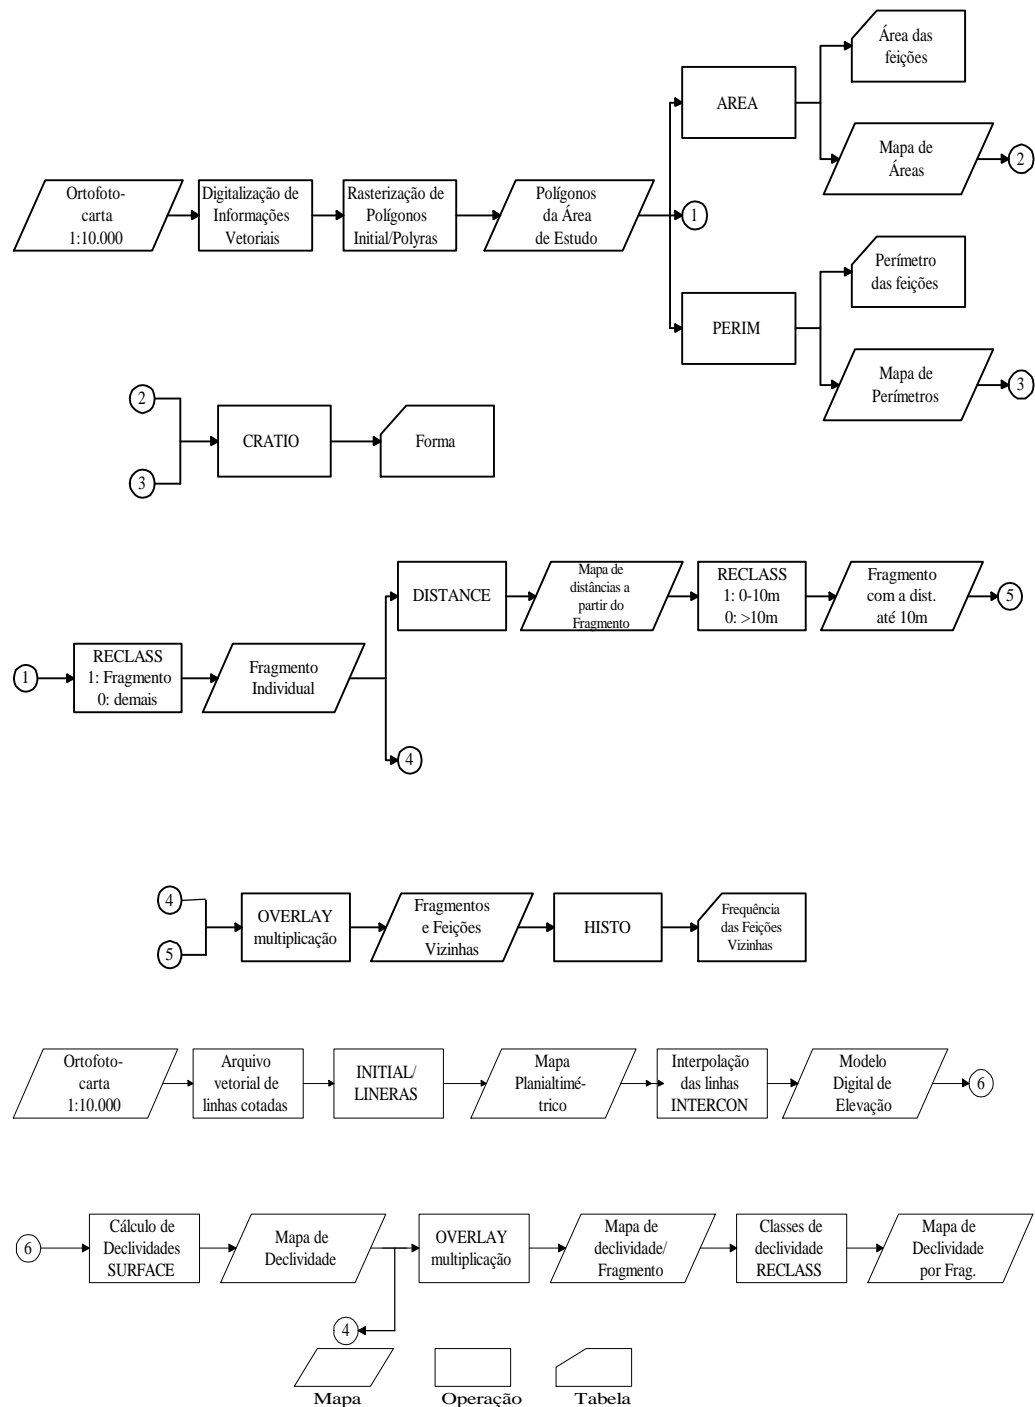 Área das
feições
AREA
Mapa de
Áreas
2
Ortofoto-
carta
1:10.000
Digitalização de
Informações
Vetoriais
Rasterização de
Polígonos
Initial/Polyras
Polígonos
da Área
de Estudo
1
Perímetro
das feições
PERIM
Mapa de
Perímetros
3
2
3
CRATIO
Forma
DISTANCE
Mapa de
distâncias a
partir do
Fragmento
RECLASS
1: 0-10m
0: >10m
Fragmento
com a dist.
até 10m
5
1
RECLASS
1: Fragmento
0: demais
Fragmento
Individual
4
4
5
OVERLAY
multiplicação
Fragmentos
e Feições
Vizinhas
HISTO
Frequência
das Feições
Vizinhas
Ortofoto-
carta
1:10.000
Arquivo
vetorial de
linhas cotadas
INITIAL/
LINERAS
Mapa
Planialtimé-
trico
Interpolação
das linhas
INTERCON
Modelo
Digital de
Elevação
6
6
Cálculo de
Declividades
SURFACE
Mapa de
Declividade
OVERLAY
multiplicação
Mapa de
declividade/
Fragmento
Classes de
declividade
RECLASS
Mapa de
Declividade
por Frag.
4
Mapa
Operação
Tabela